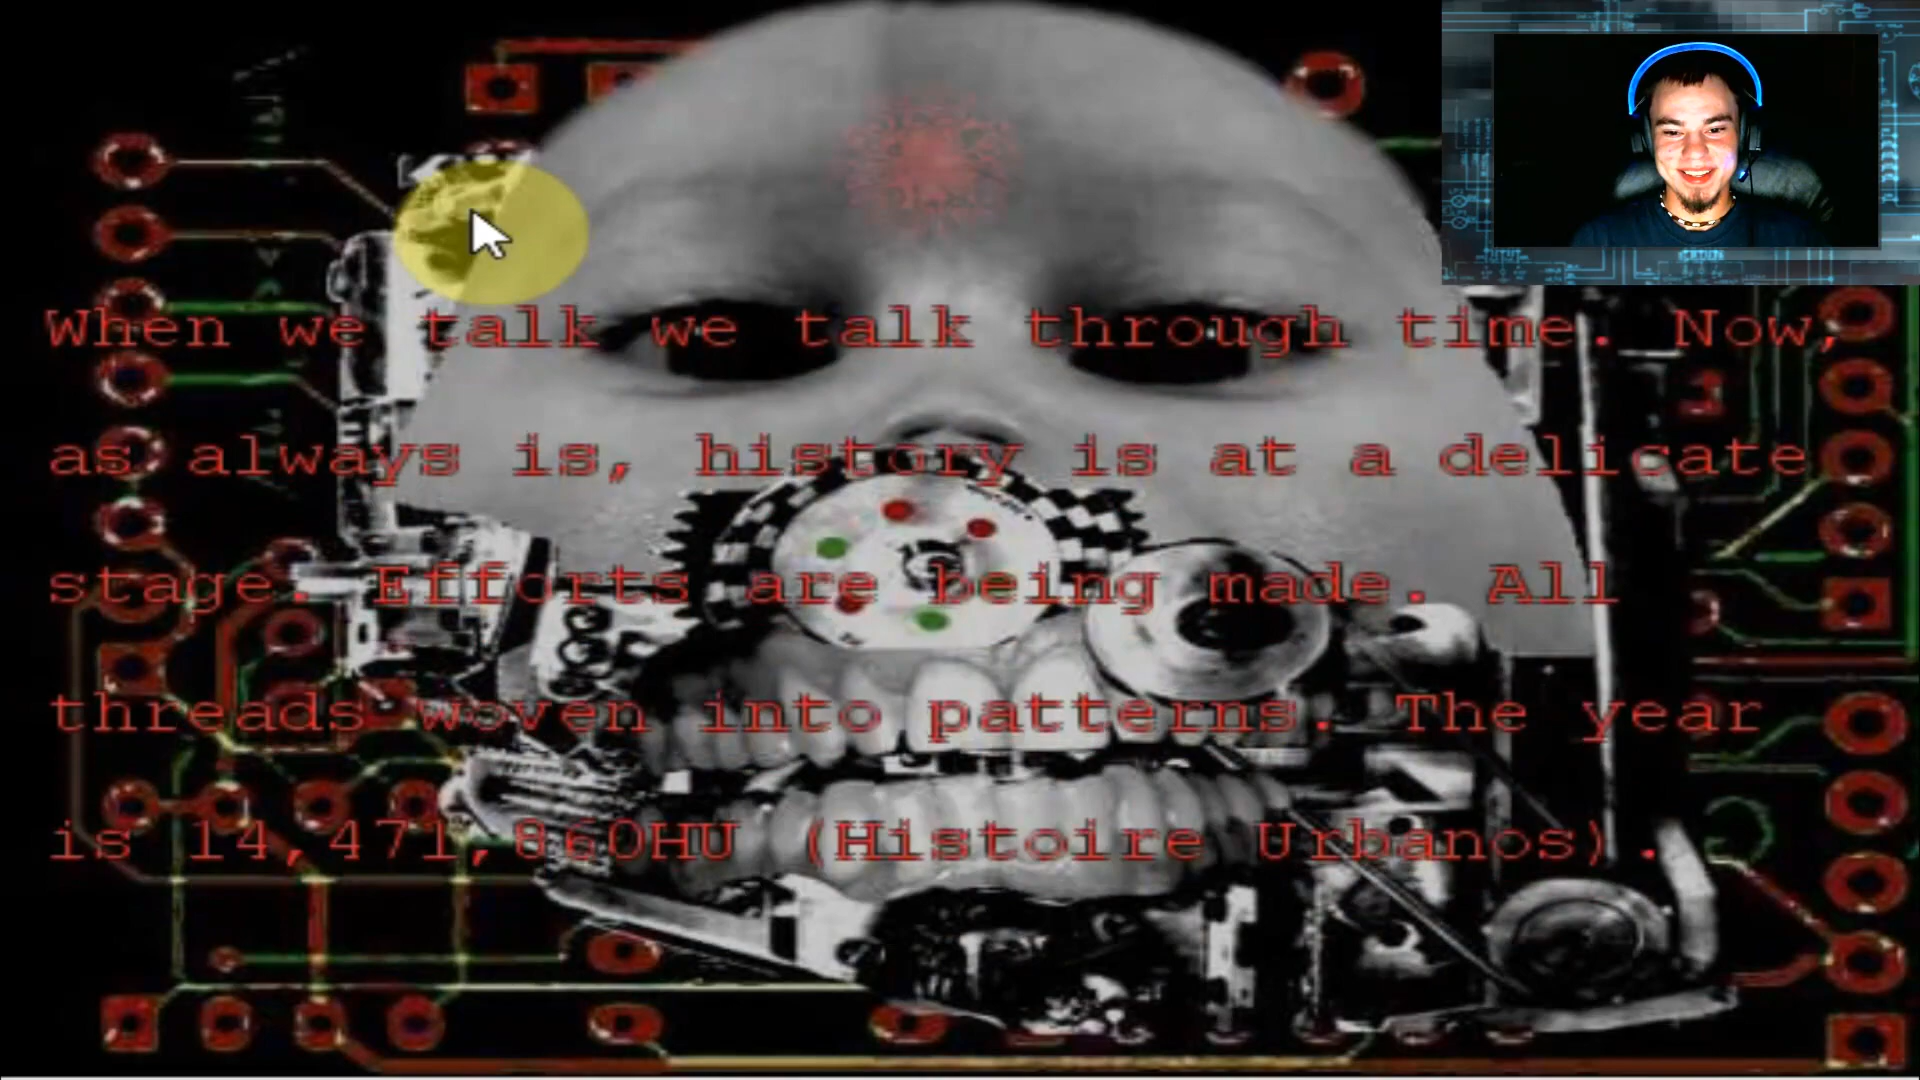 When we talk we talk through time. Now,
as always is, history is at a delicate
stage. Efforts are being made. All
threads woven into patterns. The year
is 14,471,860HU (Histoire Urbanos).